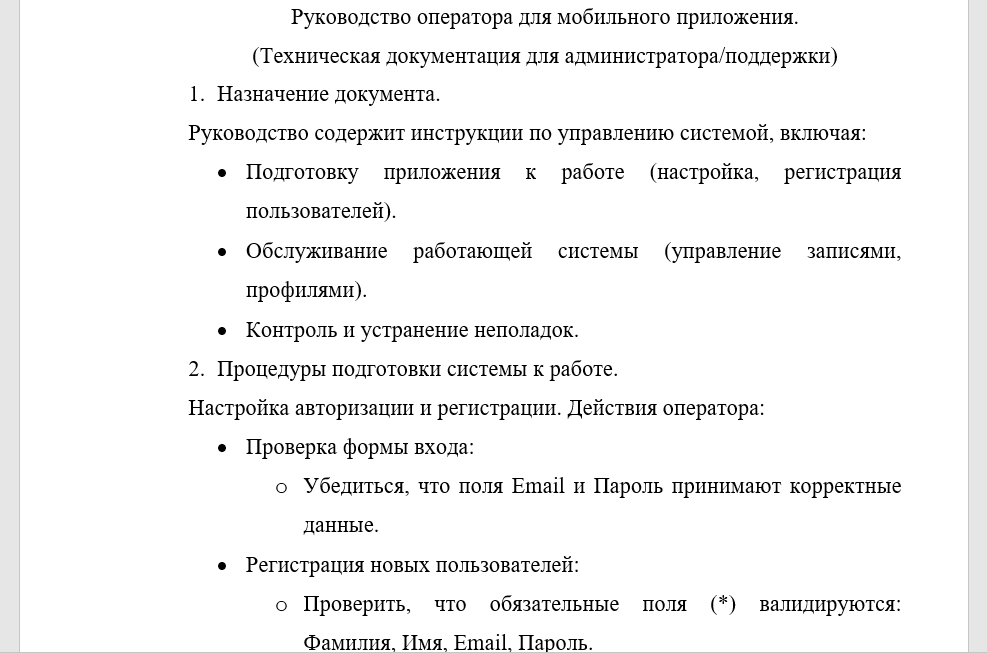 Руководство оператора для мобильного приложения.
(Техническая документация для администратора/поддержки)
1. Назначение документа.
Руководство содержит инструкции по управлению системой, включая:
• Подготовку приложения к работе (настройка, регистрация
пользователей).
• Обслуживание работающей системы (управление записями,
профилями).
• Контроль и устранение неполадок.
2. Процедуры подготовки системы к работе.
Настройка авторизации и регистрации. Действия оператора:
• Проверка формы входа:
o Убедиться, что поля Email и Пароль принимают корректные
данные.
• Регистрация новых пользователей:
o Проверить, что обязательные поля (*) валидируются:
Фамилия, Имя, Email, Пароль.